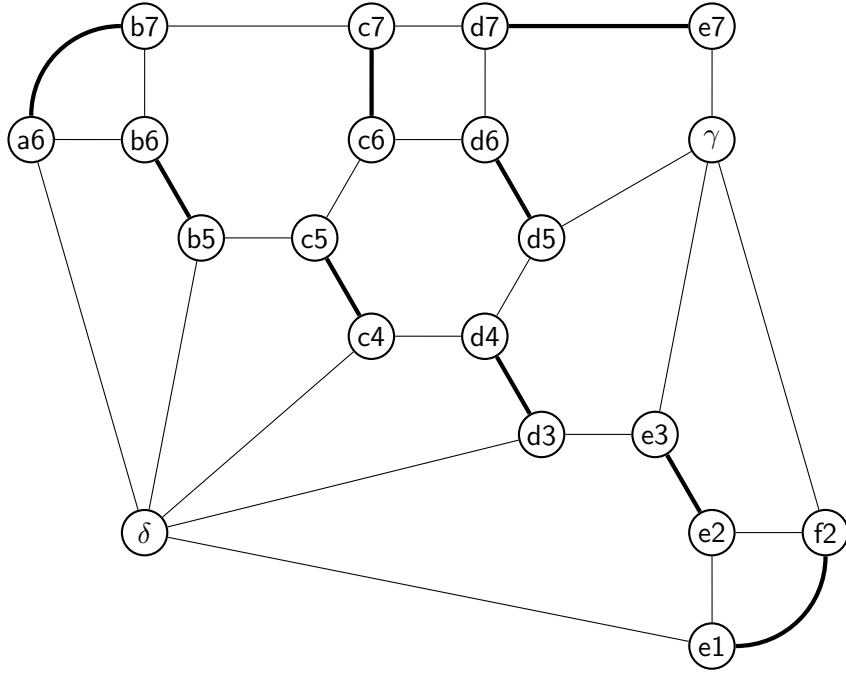 b7 c7 d7 e7
a6 b6 c6 d6 γ
b5 c5 d5
c4 d4
d3 e3
δ e2 f2
e1